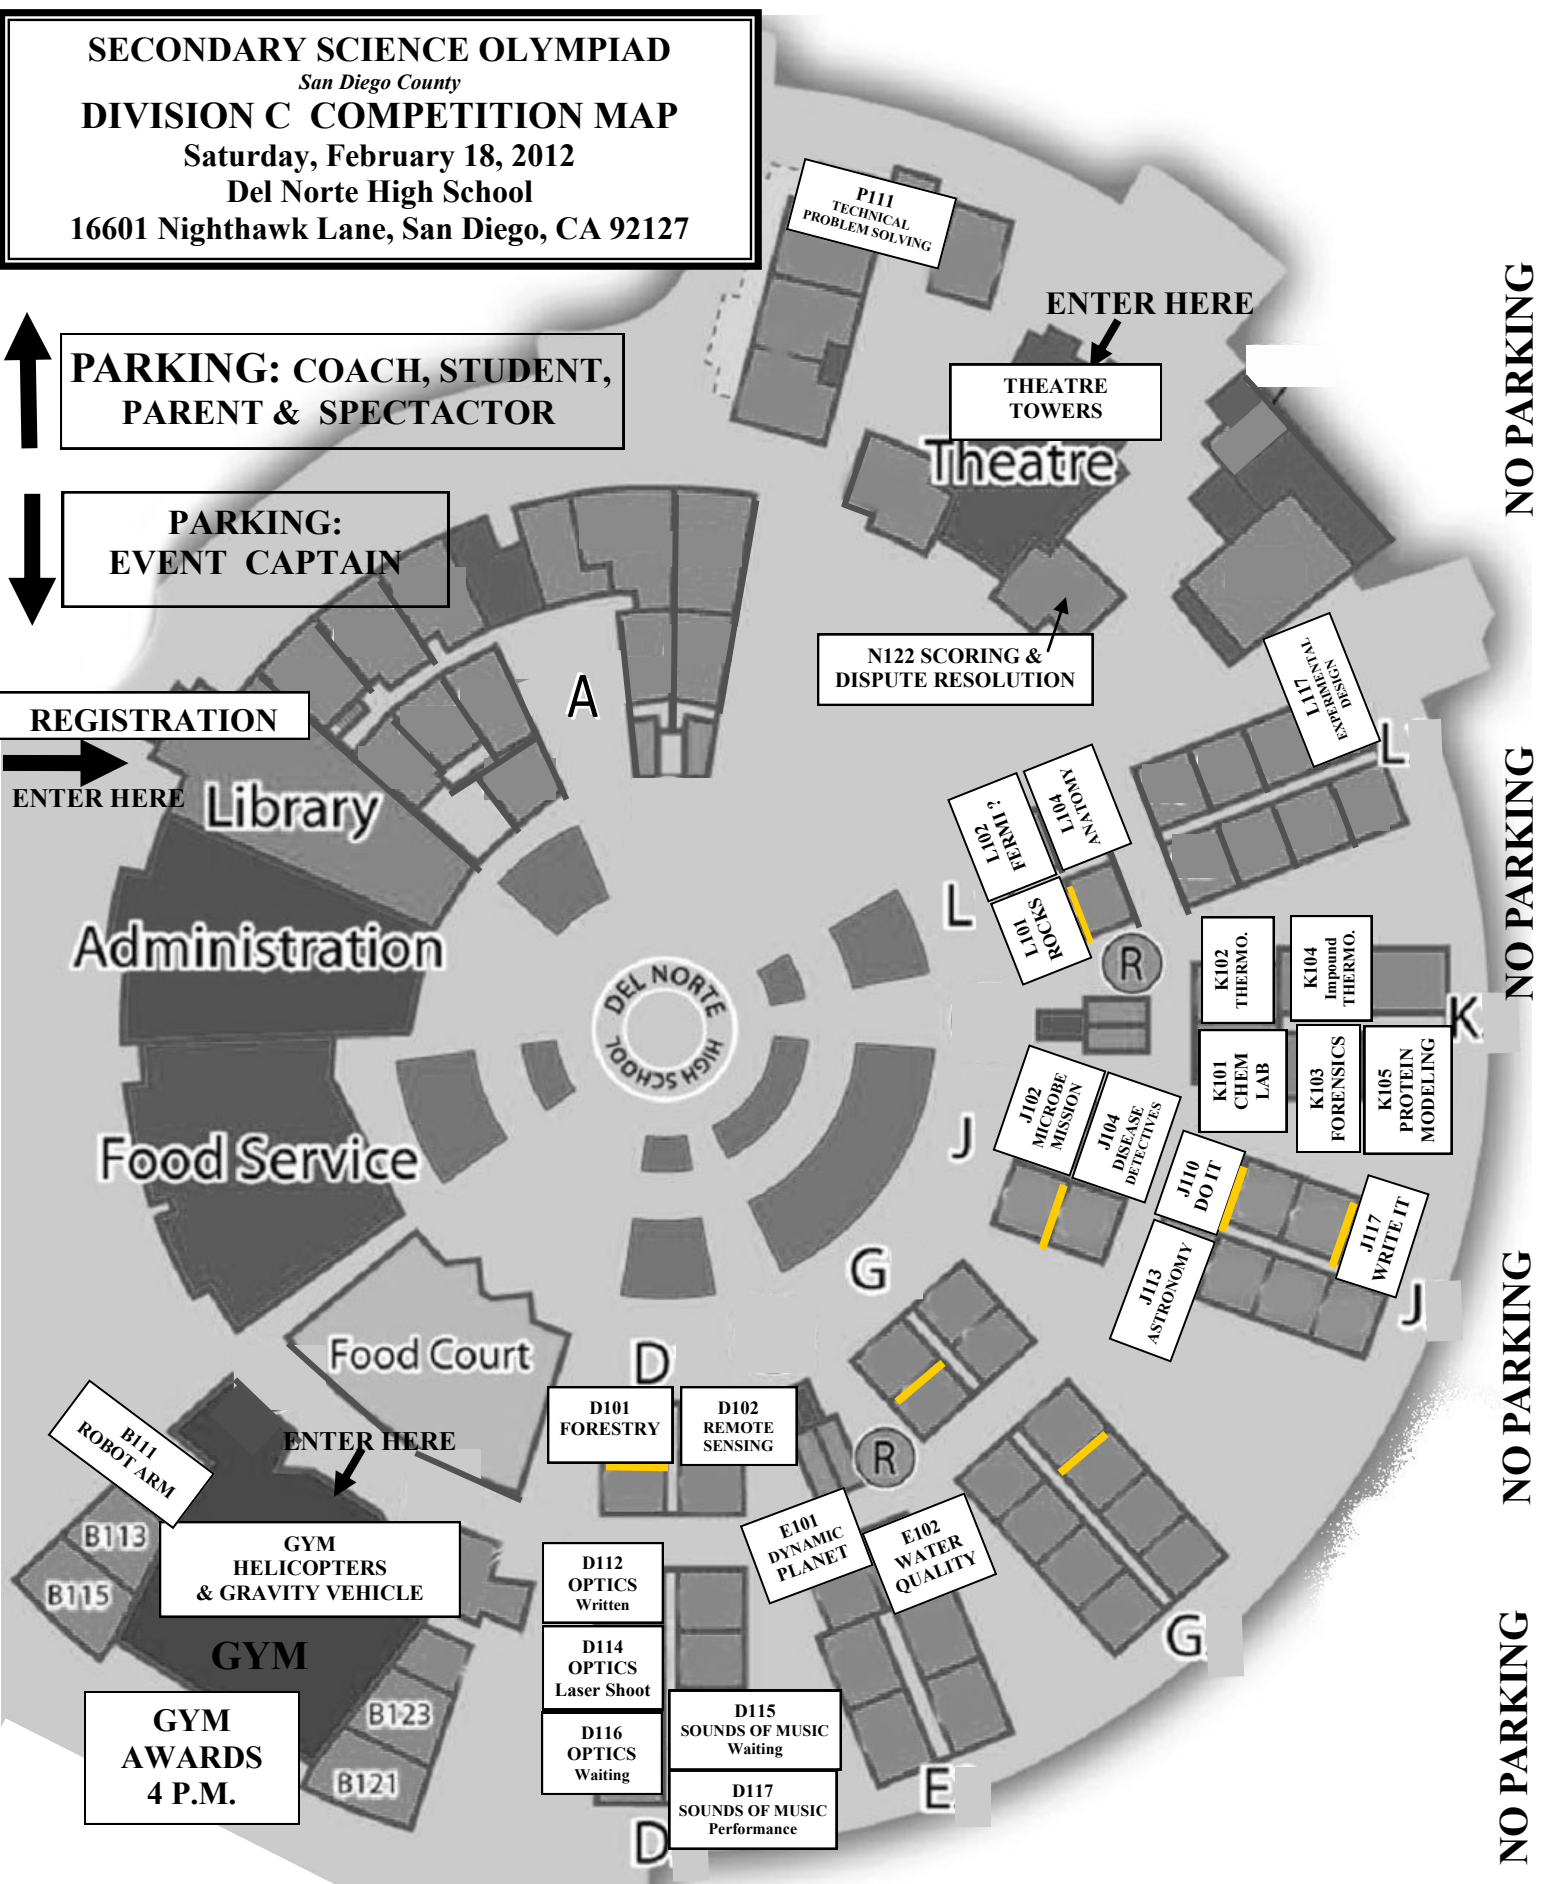 SECONDARY SCIENCE OLYMPIAD
San Diego County
DIVISION C COMPETITION MAP
Saturday, February 18, 2012
Del Norte High School
16601 Nighthawk Lane, San Diego, CA 92127
P111
TECHNICAL
PROBLEM SOLVING
ENTER HERE
THEATRE
TOWERS
Theatre
NO PARKING
PARKING: COACH, STUDENT,
PARENT & SPECTACTOR
PARKING:
EVENT CAPTAIN
N122 SCORING &
DISPUTE RESOLUTION
L117
EXPERIMENTAL
DESIGN
L
REGISTRATION
ENTER HERE
A
Library
Administration
Food Service
Food Court
DEL NORTE
HIGH SCHOOL
L
L102
FERMI ?
L104
ANATOMY
L101
ROCKS
R
NO PARKING
K102
THERMO.
K104
Impound
THERMO.
K
K101
CHEM
LAB
K103
FORENSICS
K105
PROTEIN
MODELING
J
J102
MICROBE
MISSION
J104
DISEASE
DETECTIVES
J110
DO IT
J113
ASTRONOMY
J117
WRITE IT
J
NO PARKING
G
R
G
D
D101
FORESTRY
D102
REMOTE
SENSING
ENTER HERE
B111
ROBOT ARM
B113
B115
GYM
HELICOPTERS
& GRAVITY VEHICLE
GYM
GYM
AWARDS
4 P.M.
B123
B121
E101
DYNAMIC
PLANET
E102
WATER
QUALITY
D112
OPTICS
Written
D114
OPTICS
Laser Shoot
D116
OPTICS
Waiting
D115
SOUNDS OF MUSIC
Waiting
D117
SOUNDS OF MUSIC
Performance
E
D
NO PARKING